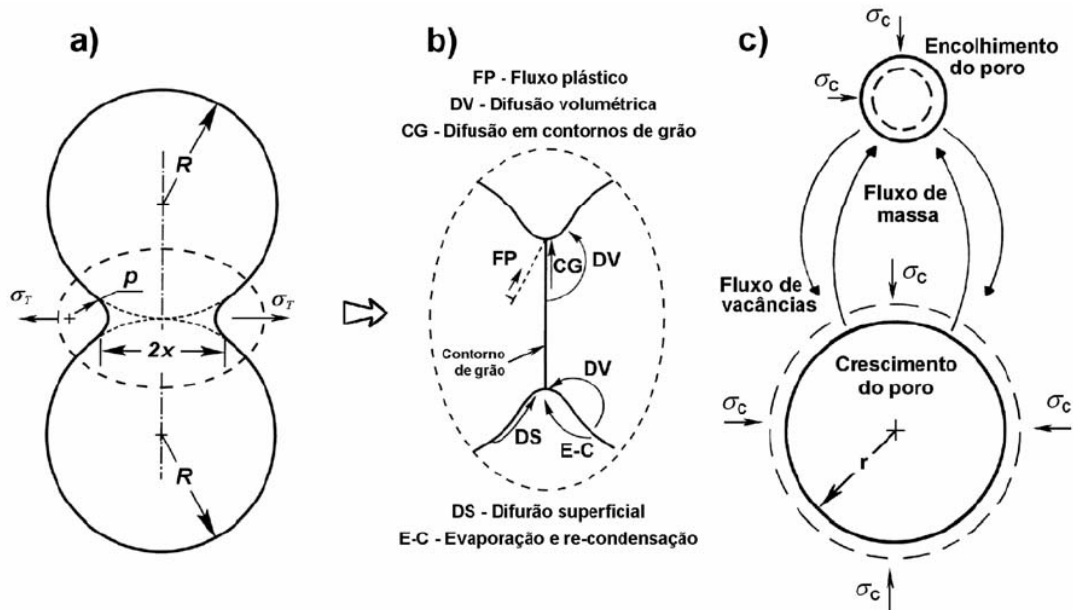 a)
R
p
σT
σT
2x
R
b)
FP - Fluxo plástico
DV - Difusão volumétrica
CG - Difusão em contornos de grão
FP
CG
DV
Contorno
de grão
DV
DS
E-C
DS - Difurão superficial
E-C - Evaporação e re-condensação
c)
σC
Encolhimento
do poro
σC
Fluxo de
massa
Fluxo de
vacâncias
σC
Crescimento
do poro
σC
σC
r
σC